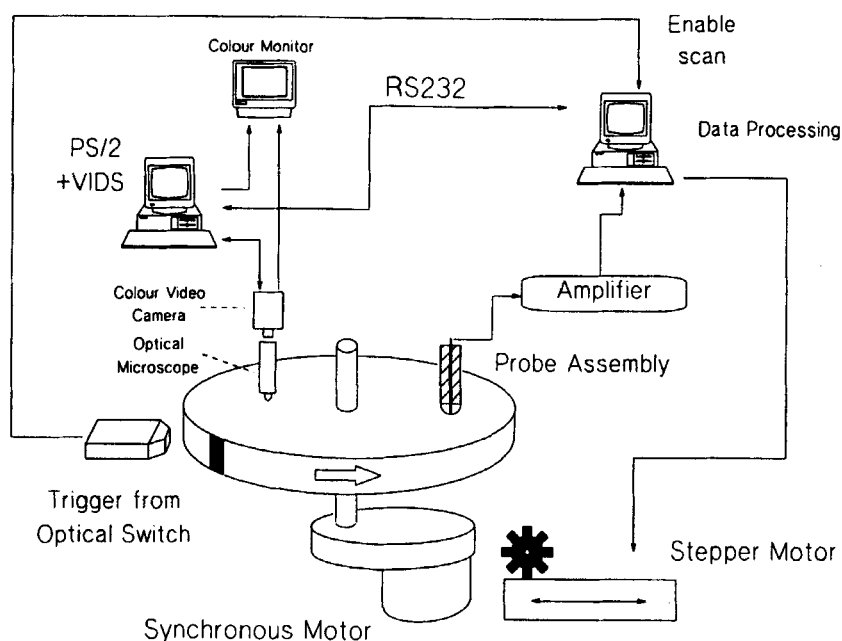 Enable
scan
Colour Monitor
RS232
Data Processing
PS/2
+VIDS
Colour Video
Camera
Amplifier
Optical
Microscope
Probe Assembly
Trigger from
Optical Switch
Stepper Motor
Synchronous Motor